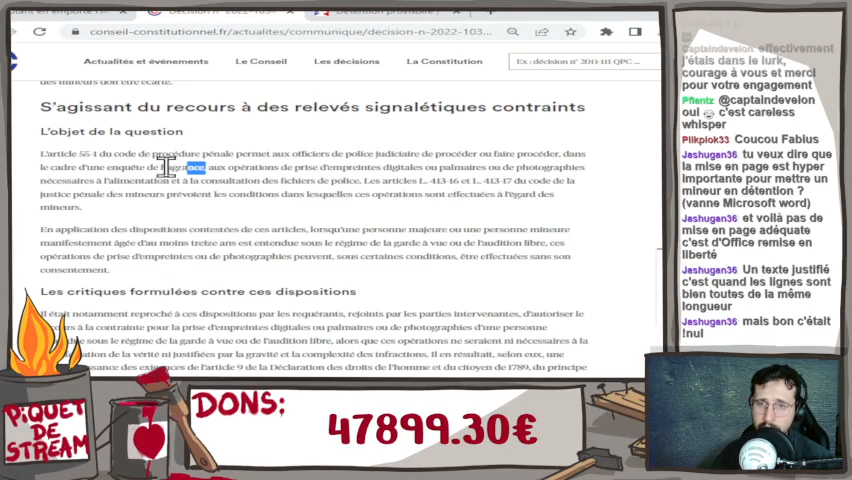 conseil-constitutionnel.fr/actualites/communique/decision-n-2022-103...
Actualités et événements
Le Conseil
Les décisions
La Constitution
Ex : décision n° 2011-111 QPC ...
des mineurs doit être écarté.
S'agissant du recours à des relevés signalétiques contraints
L'objet de la question
L'article 55-1 du code de procédure pénale permet aux officiers de police judiciaire de procéder ou faire procéder, dans
le cadre d'une enquête de flagrance, aux opérations de prise d'empreintes digitales ou palmaires ou de photographies
nécessaires à l'alimentation et à la consultation des fichiers de police. Les articles L. 413-16 et L. 413-17 du code de la
justice pénale des mineurs prévoient les conditions dans lesquelles ces opérations sont effectuées à l'égard des
mineurs.
En application des dispositions contestées de ces articles, lorsqu'une personne majeure ou une personne mineure
manifestement âgée d'au moins treize ans est entendue sous le régime de la garde à vue ou de l'audition libre, ces
opérations de prise d'empreintes ou de photographies peuvent, sous certaines conditions, être effectuées sans son
consentement.
Les critiques formulées contre ces dispositions
Il était notamment reproché à ces dispositions par les requérants, rejoints par les parties intervenantes, d'autoriser le
à la contrainte pour la prise d'empreintes digitales ou palmaires ou de photographies d'une personne
sous le régime de la garde à vue ou de l'audition libre, alors que ces opérations ne seraient ni nécessaires à la
de la vérité ni justifiées par la gravité et la complexité des infractions. Il en résultait, selon eux, une
des exigences de l'article 9 de la Déclaration des droits de l'homme et du citoyen de 1789, du principe
Captaindevelon: effectivement
j'étais dans le lurk,
courage à vous et merci
pour votre engagement
Pflentz: @captaindevelon
oui c'est careless
whisper
Plikplok33: Coucou Fabius
Jashugan36: tu veux dire que
la mise en page est hyper
importante pour mettre un
mineur en détention ?
(vanne Microsoft word)
Jashugan36: et voilà pas de
mise en page adéquate
c'est d'Office remise en
liberté
Jashugan36: Un texte justifié
c'est quand les lignes sont
bien toutes de la même
longueur
Jashugan36: mais bon c'était
!nul
PiQUET
DE
STREAM
DONS:
47899.30€